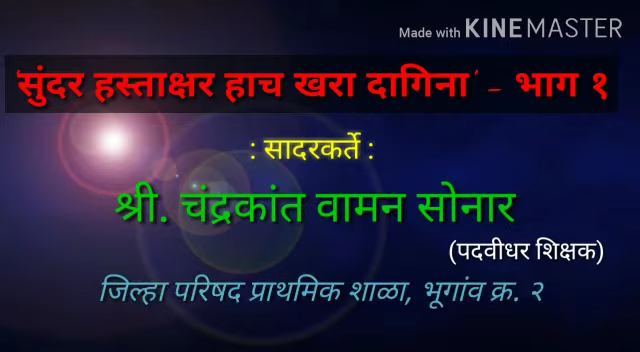 Made with KINEMASTER
'सुंदर हस्ताक्षर हाच खरा दागिना' - भाग १
: सादरकर्ते :
श्री. चंद्रकांत वामन सोनार
(पदवीधर शिक्षक)
जिल्हा परिषद प्राथमिक शाळा, भूगांव क्र. २